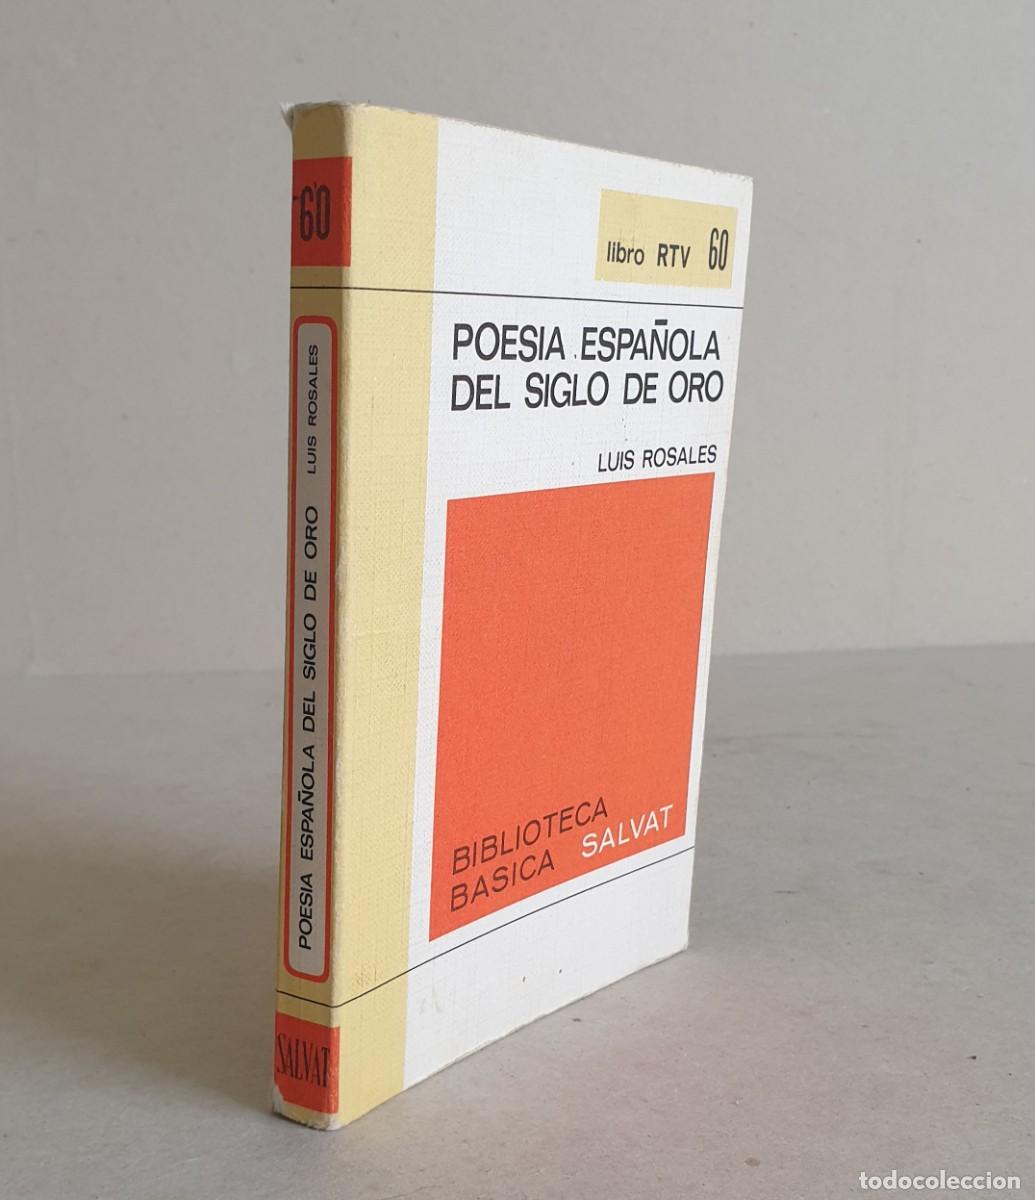 60
POESIA ESPAÑOLA DEL SIGLO DE ORO LUIS ROSALES
SALVAT
libro RTV 60
POESIA ESPAÑOLA
DEL SIGLO DE ORO
LUIS ROSALES
BIBLIOTECA
BASICA SALVAT
todocoleccion